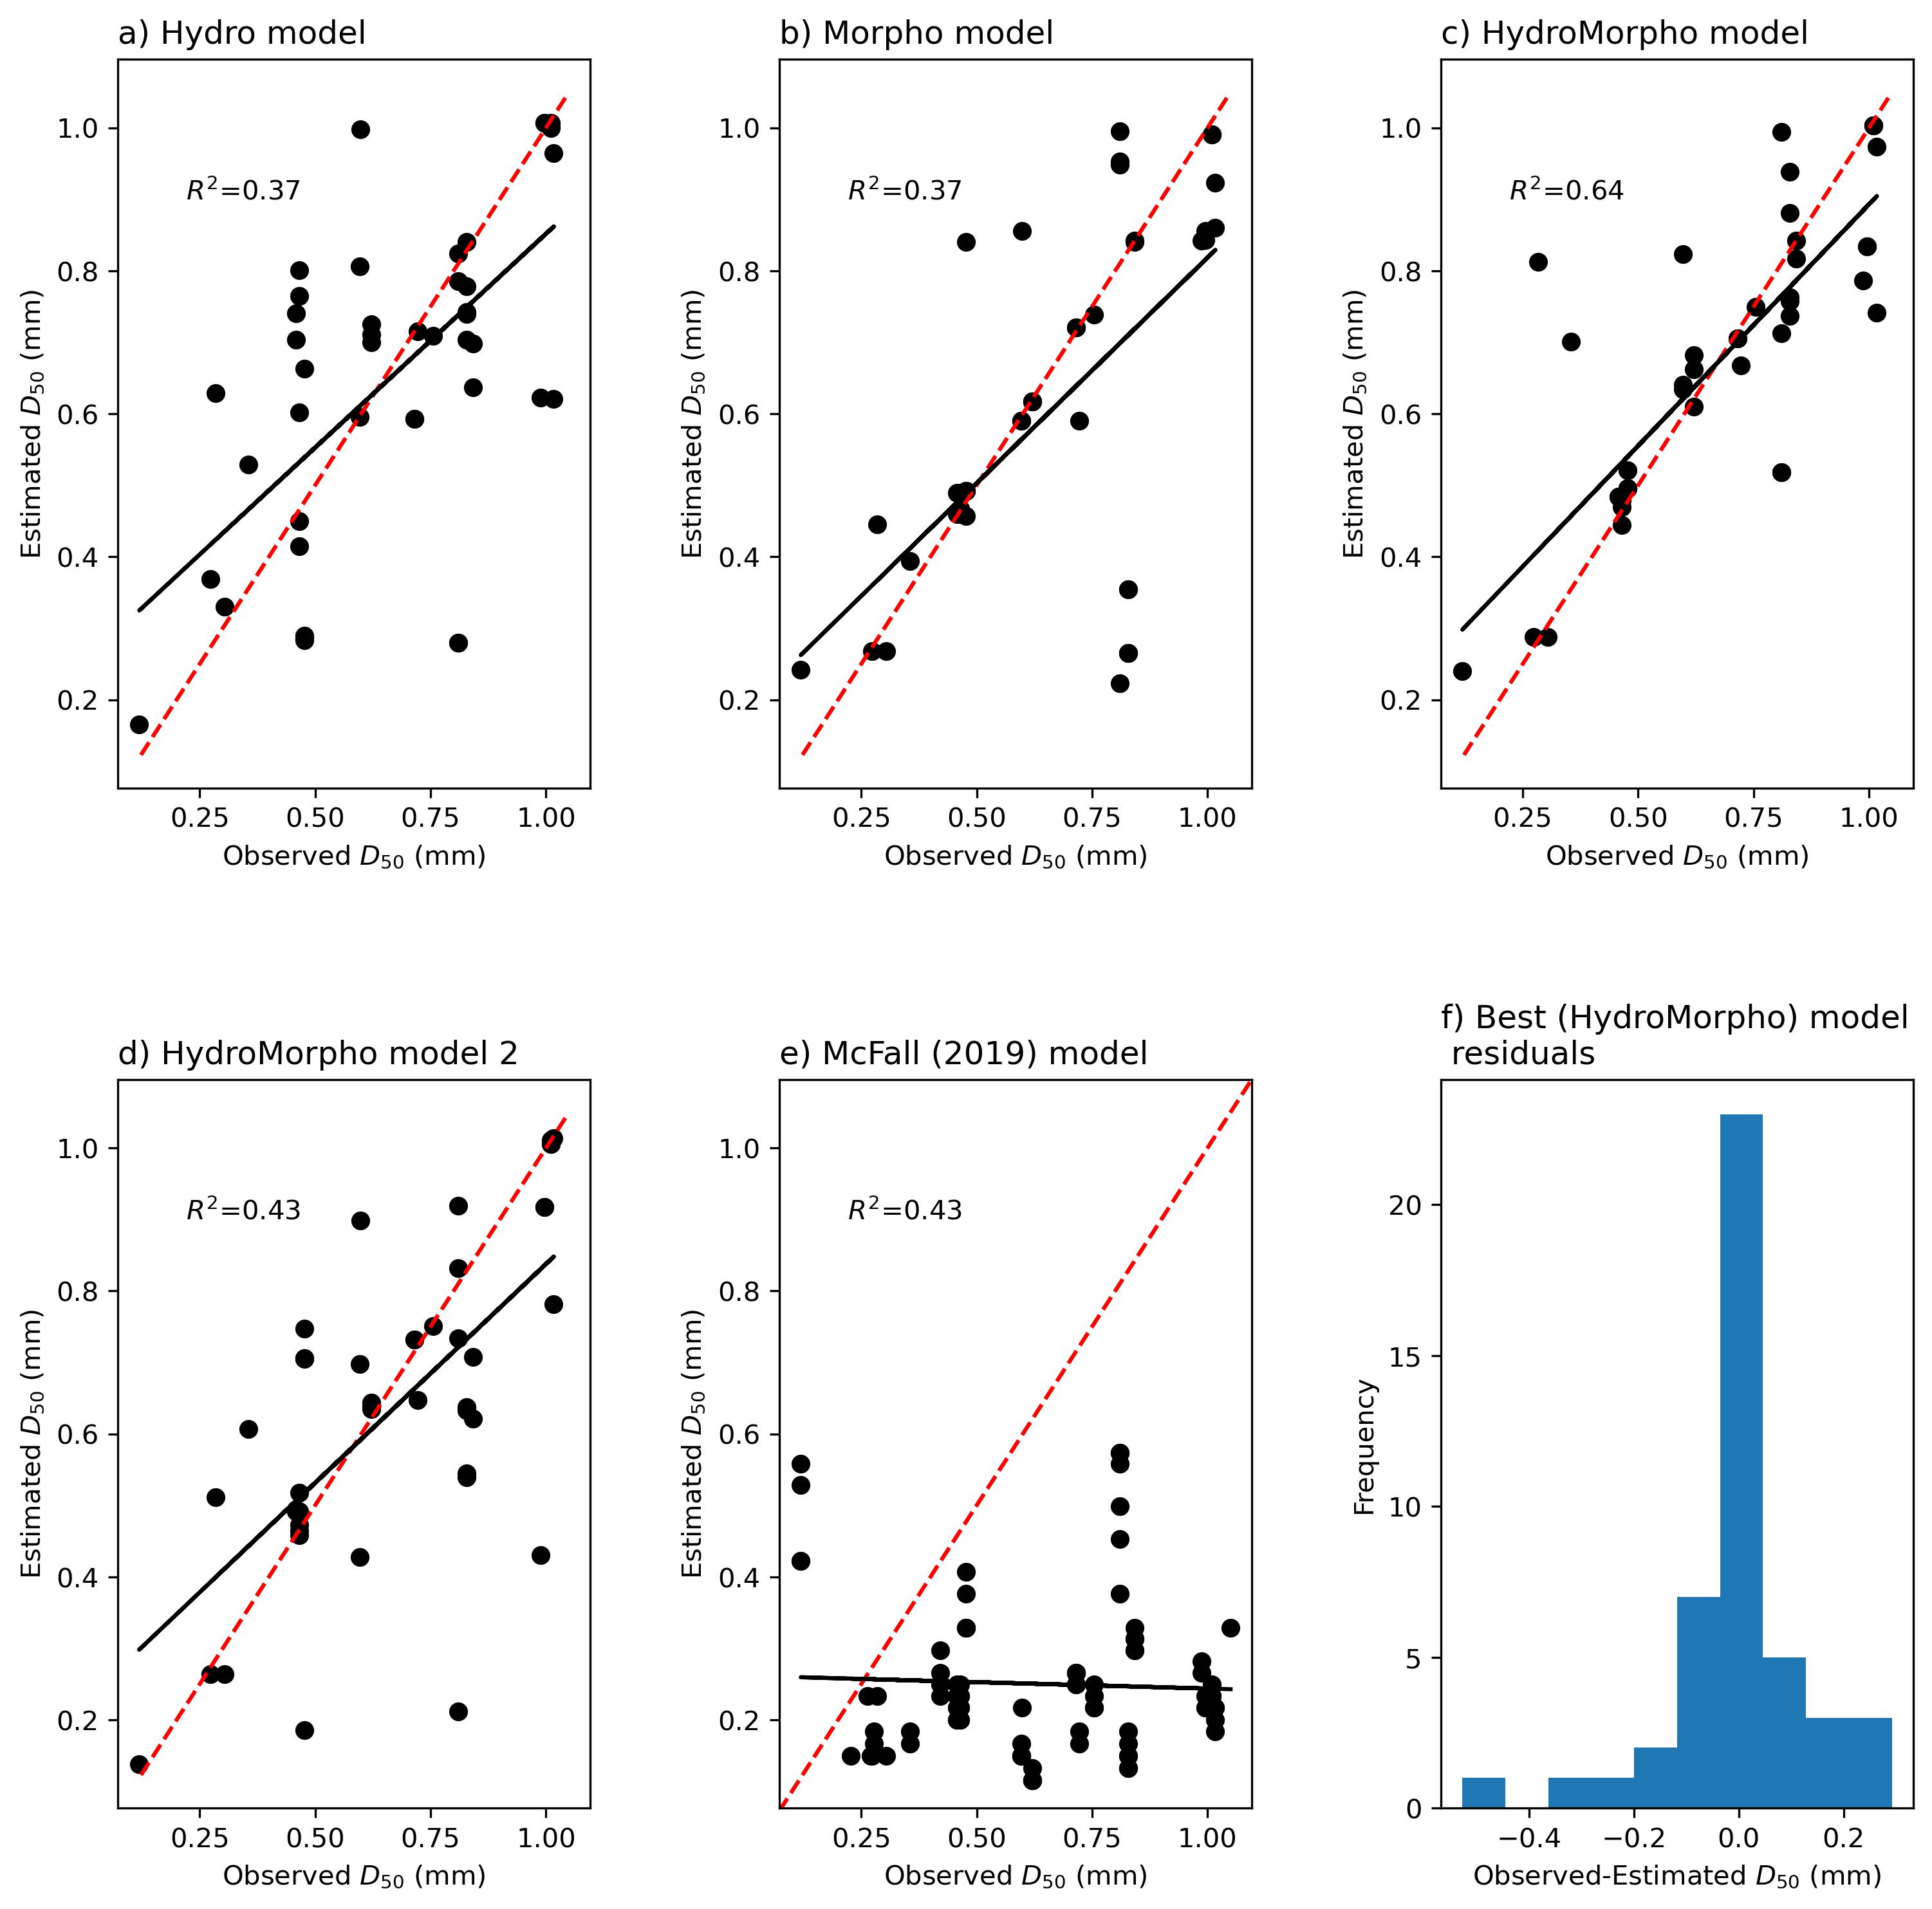 a) Hydro model
R²=0.37
1.0
0.8
0.6
0.4
0.2
Estimated D₅₀ (mm)
0.25 0.50 0.75 1.00
Observed D₅₀ (mm)
b) Morpho model
R²=0.37
1.0
0.8
0.6
0.4
0.2
Estimated D₅₀ (mm)
0.25 0.50 0.75 1.00
Observed D₅₀ (mm)
c) HydroMorpho model
R²=0.64
1.0
0.8
0.6
0.4
0.2
Estimated D₅₀ (mm)
0.25 0.50 0.75 1.00
Observed D₅₀ (mm)
d) HydroMorpho model 2
R²=0.43
1.0
0.8
0.6
0.4
0.2
Estimated D₅₀ (mm)
0.25 0.50 0.75 1.00
Observed D₅₀ (mm)
e) McFall (2019) model
R²=0.43
1.0
0.8
0.6
0.4
0.2
Estimated D₅₀ (mm)
0.25 0.50 0.75 1.00
Observed D₅₀ (mm)
f) Best (HydroMorpho) model
residuals
20
15
10
5
0
Frequency
−0.4 −0.2 0.0 0.2
Observed-Estimated D₅₀ (mm)